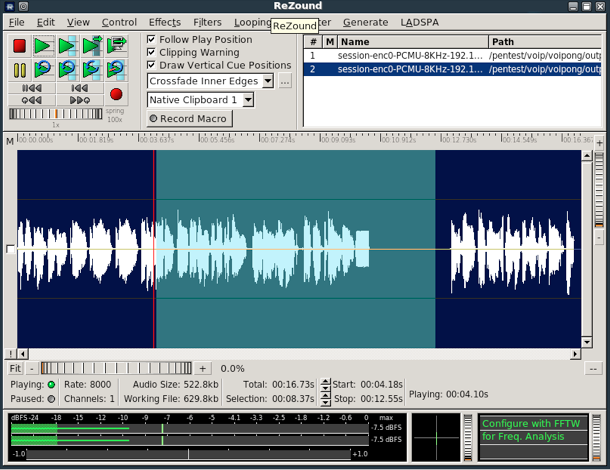 ReZound
File Edit View Control Effects Filters Looping ter Generate LADSPA
ReZound
Follow Play Position
Clipping Warning
Draw Vertical Cue Positions
Crossfade Inner Edges ...
Native Clipboard 1
Record Macro
spring
1x 100x
# M Name Path
1 session-enc0-PCMU-8KHz-192.1... /pentest/voip/voipong/outp
2 session-enc0-PCMU-8KHz-192.1... /pentest/voip/voipong/outp
M 00:00.000s 00:01.819s 00:03.637s 00:05.456s 00:07.274s 00:09.093s 00:10.912s 00:12.730s 00:14.549s 00:16.36
+
-
!
Fit - + 0.0% --
Playing: Rate: 8000 Audio Size: 522.8kb Total: 00:16.73s Start: 00:04.18s
Paused: Channels: 1 Working File: 629.8kb Selection: 00:08.37s Stop: 00:12.55s
Playing: 00:04.10s
dBFS -24 -18 -15 -12 -10 -9 -7 -6 -5.1 -4.1 -3.3 -2.5 -1.8 -1.2 -0.6 0 max
-7.5 dBFS
-7.5 dBFS
-1.0 +1.0
Configure with FFTW
for Freq. Analysis